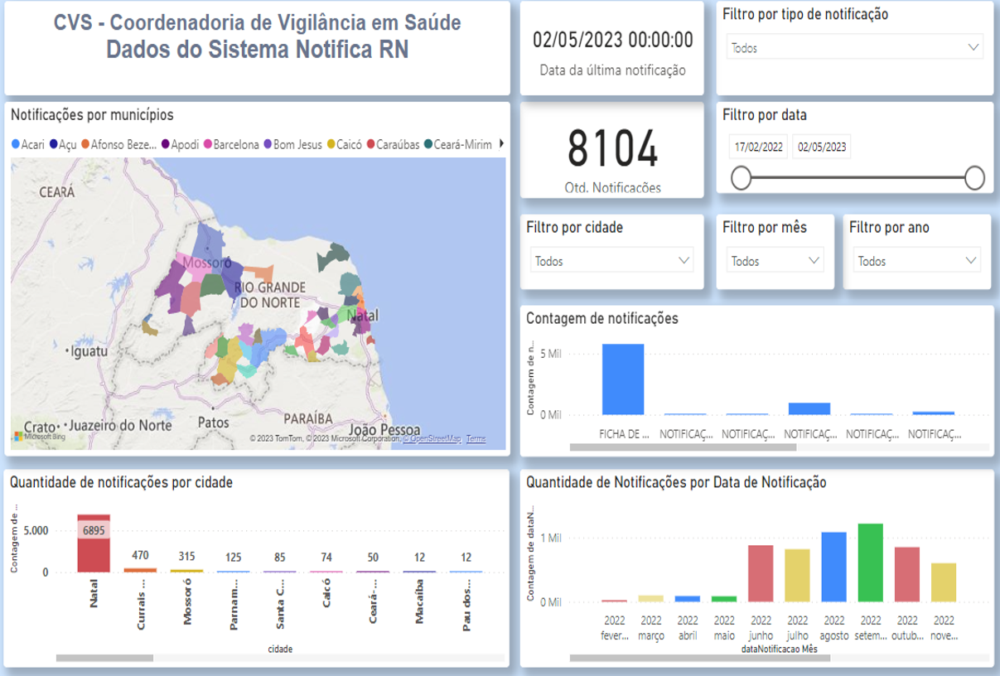 CVS - Coordenadoria de Vigilância em Saúde
Dados do Sistema Notifica RN
02/05/2023 00:00:00
Data da última notificação
Filtro por tipo de notificação
Todos
Notificações por municípios
Acari Açu Afonso Beze... Apodi Barcelona Bom Jesus Caicó Caraúbas Ceará-Mirim
CEARÁ
Mossoró
RIO GRANDE
DO NORTE
Natal
Iguatu
Crato
Juazeiro do Norte
Patos
PARAÍBA
João Pessoa
Microsoft Bing
© 2023 TomTom, © 2023 Microsoft Corporation, © OpenStreetMap Terms
8104
Qtd. Notificações
Filtro por data
17/02/2022 02/05/2023
Filtro por cidade
Todos
Filtro por mês
Todos
Filtro por ano
Todos
Contagem de notificações
Contagem de n...
5 Mil
0 Mil
FICHA DE ... NOTIFICAÇ... NOTIFICAÇ... NOTIFICAÇ... NOTIFICAÇ... NOTIFICAÇ...
Quantidade de notificações por cidade
Contagem de ...
5.000
0
6895 470 315 125 85 74 50 12 12
Natal
Currais ...
Mossoró
Parnam...
Santa C...
Caicó
Ceará-...
Macaíba
Pau dos...
cidade
Quantidade de Notificações por Data de Notificação
Contagem de dataN...
1 Mil
0 Mil
2022 2022 2022 2022 2022 2022 2022 2022 2022 2022
fever... março abril maio junho julho agosto setem... outub... nove...
dataNotificacao Mês